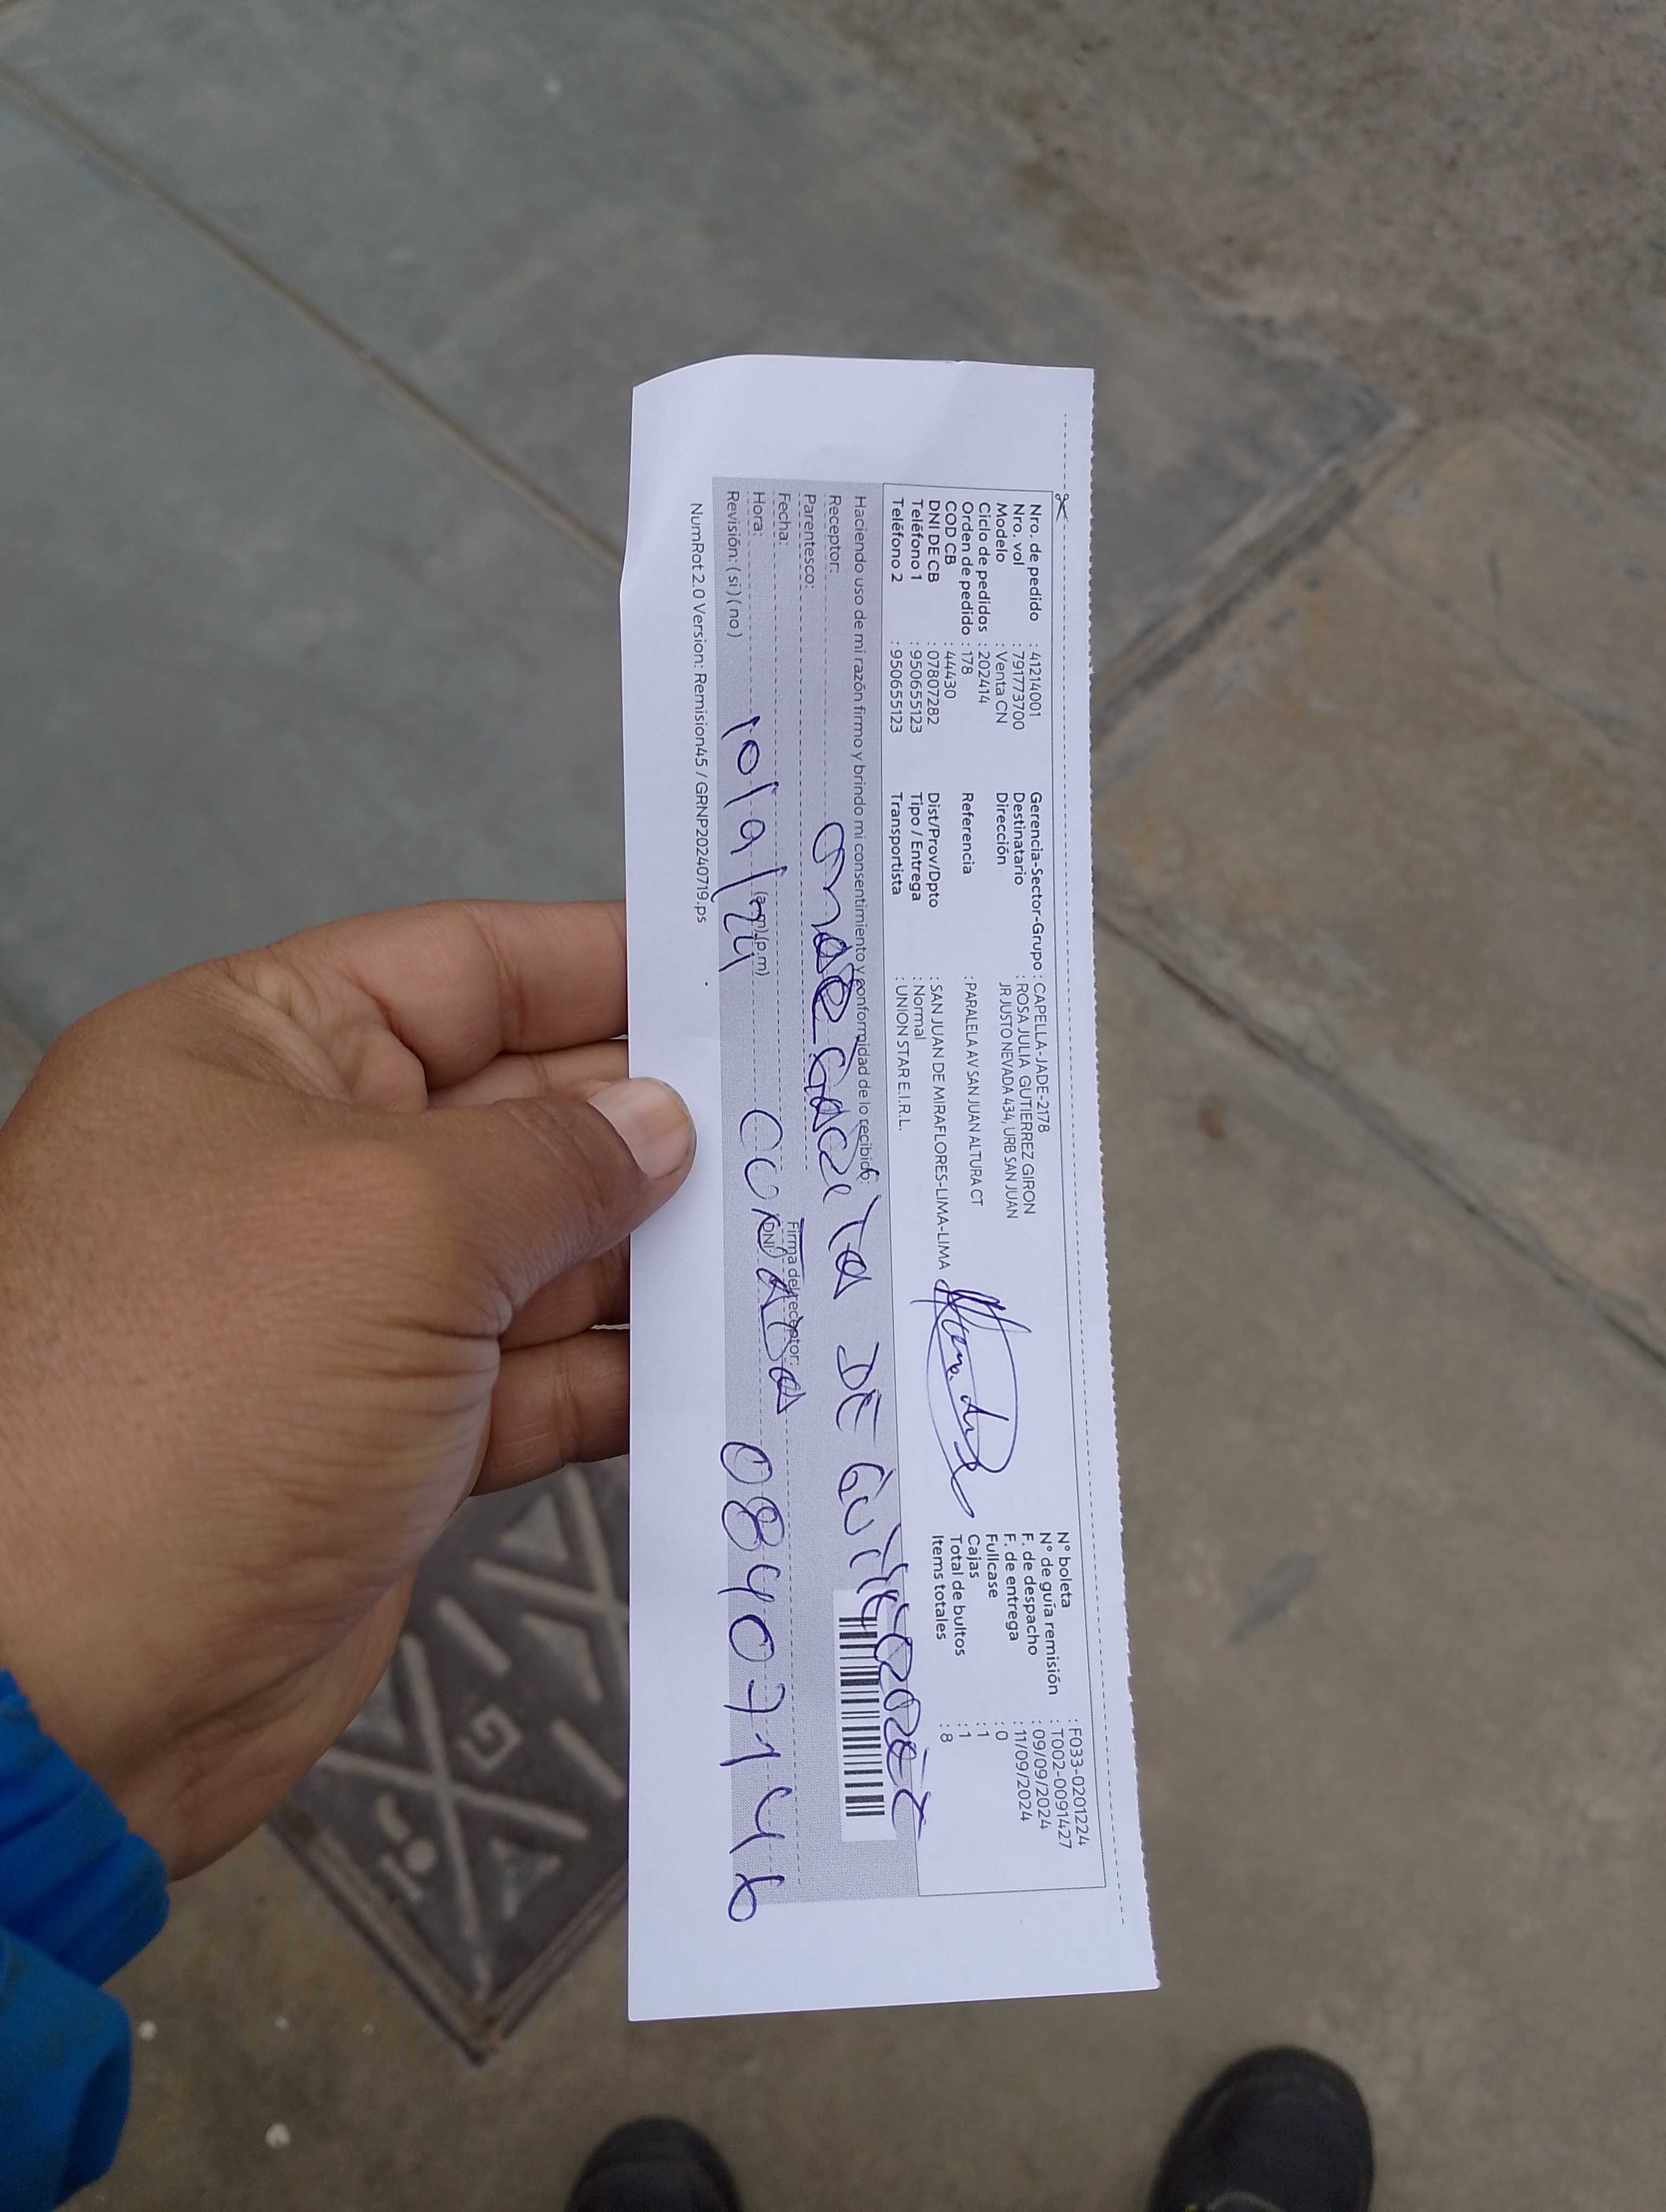 Nro. de pedido : 41214001
Nro. vol : 791773700
Modelo : Venta CN
Ciclo de pedidos : 202414
Orden de pedido : 178
COD CB : 44430
DNI DE CB : 07807282
Teléfono 1 : 950655123
Teléfono 2 : 950655123
Gerencia-Sector-Grupo : CAPELLA-JADE-2178
Destinatario : ROSA JULIA GUTIERREZ GIRON
Dirección JR JUSTO NEVADA 434, URB SAN JUAN
Referencia : PARALELA AV SAN JUAN ALTURA CT
Dist/Prov/Dpto : SAN JUAN DE MIRAFLORES-LIMA-LIMA
Tipo / Entrega : Normal
Transportista : UNION STAR E.I.R.L.
N° boleta : F033-0201224
N° de guía remisión : T002-0091427
F. de despacho : 09/09/2024
F. de entrega : 11/09/2024
Fullcase : 0
Cajas : 1
Total de bultos : 1
Items totales : 8
Haciendo uso de mi razón firmo y brindo mi consentimiento y conformidad de lo recibido:
Receptor:
DE
Parentesco:
Fecha:
Firma del receptor:
Hora: (a.m) (p.m)
DNI:
CUÑADA 08407146
Revisión: (si) (no)
10/9/24
NumRot 2.0 Version: Remision45 / GRNP20240719.ps